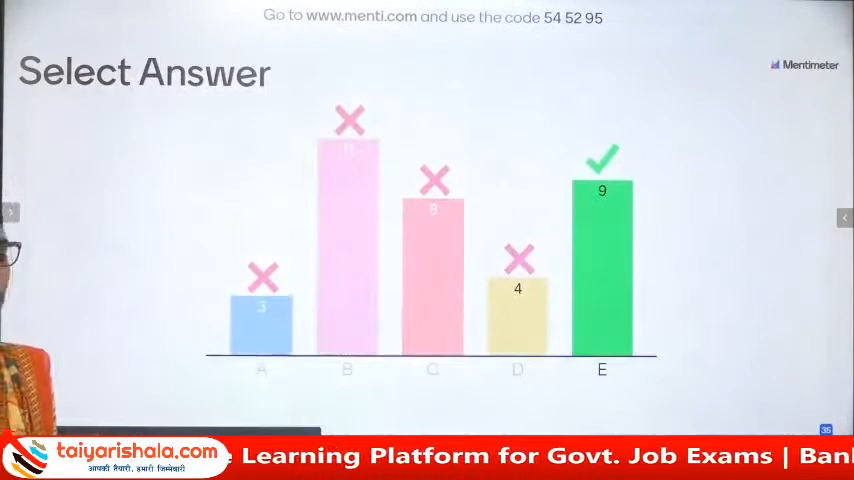 Go to www.menti.com and use the code 54 52 95
Select Answer
Mentimeter
11
8
9
3
4
A B C D E
35
taiyarishala.com
आपकी तैयारी, हमारी जिम्मेवारी
e Learning Platform for Govt. Job Exams | Bank